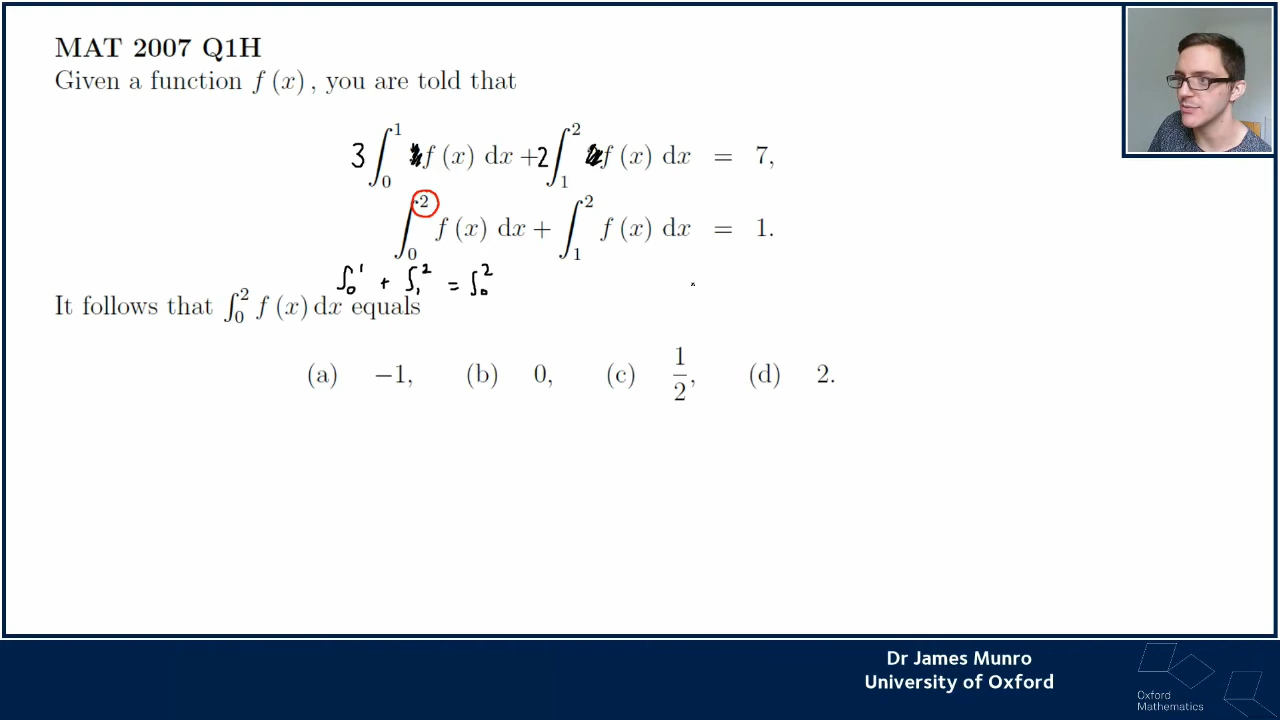 MAT 2007 Q1H
Given a function f (x) , you are told that
3 ∫₀¹ f (x) dx + 2 ∫₁² f (x) dx = 7,
∫₀² f (x) dx + ∫₁² f (x) dx = 1.
∫₀¹ + ∫₁² = ∫₀²
It follows that ∫₀² f (x) dx equals
(a) −1, (b) 0, (c) 1/2, (d) 2.
Dr James Munro
University of Oxford
Oxford
Mathematics